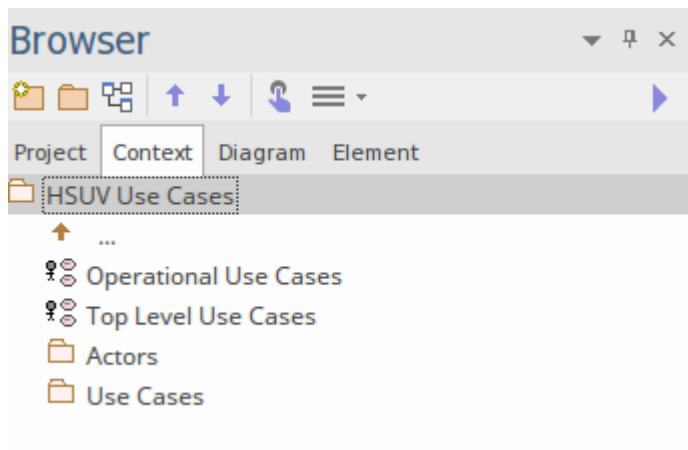 Browser
Project Context Diagram Element
HSUV Use Cases
...
Operational Use Cases
Top Level Use Cases
Actors
Use Cases